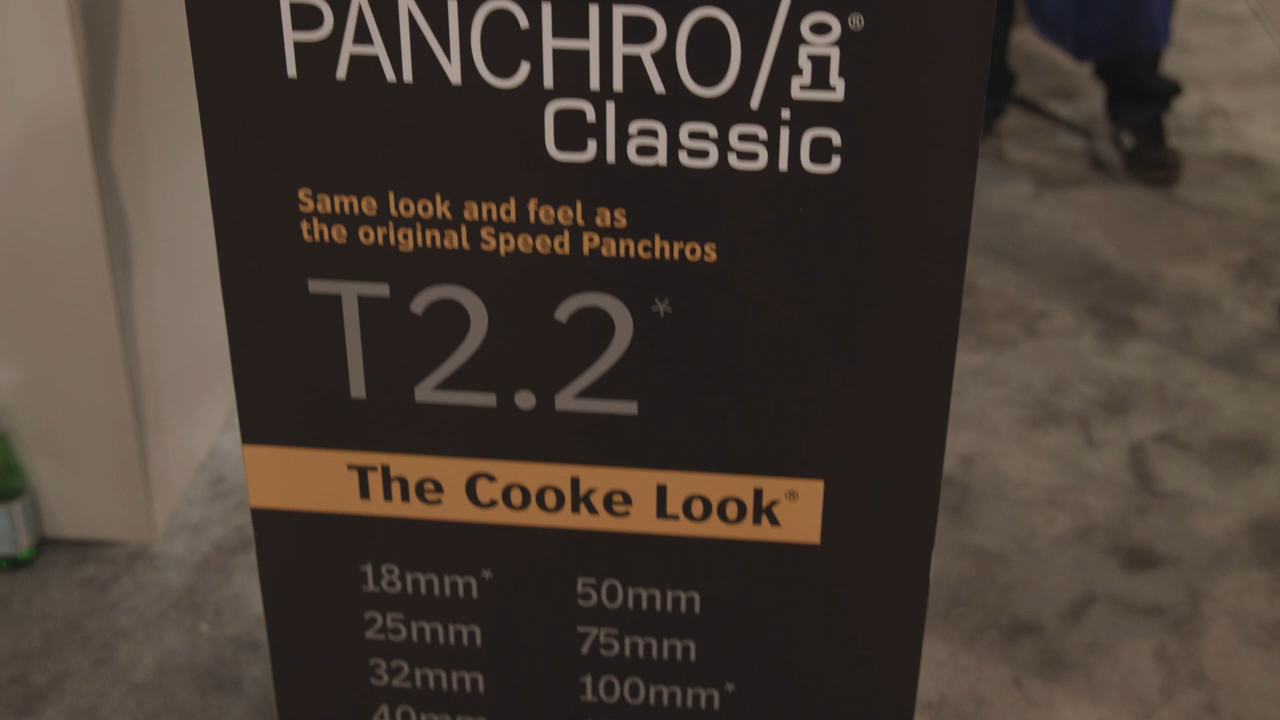 PANCHRO/i®
Classic
Same look and feel as
the original Speed Panchros
T2.2*
The Cooke Look®
18mm* 50mm
25mm 75mm
32mm 100mm*
40mm